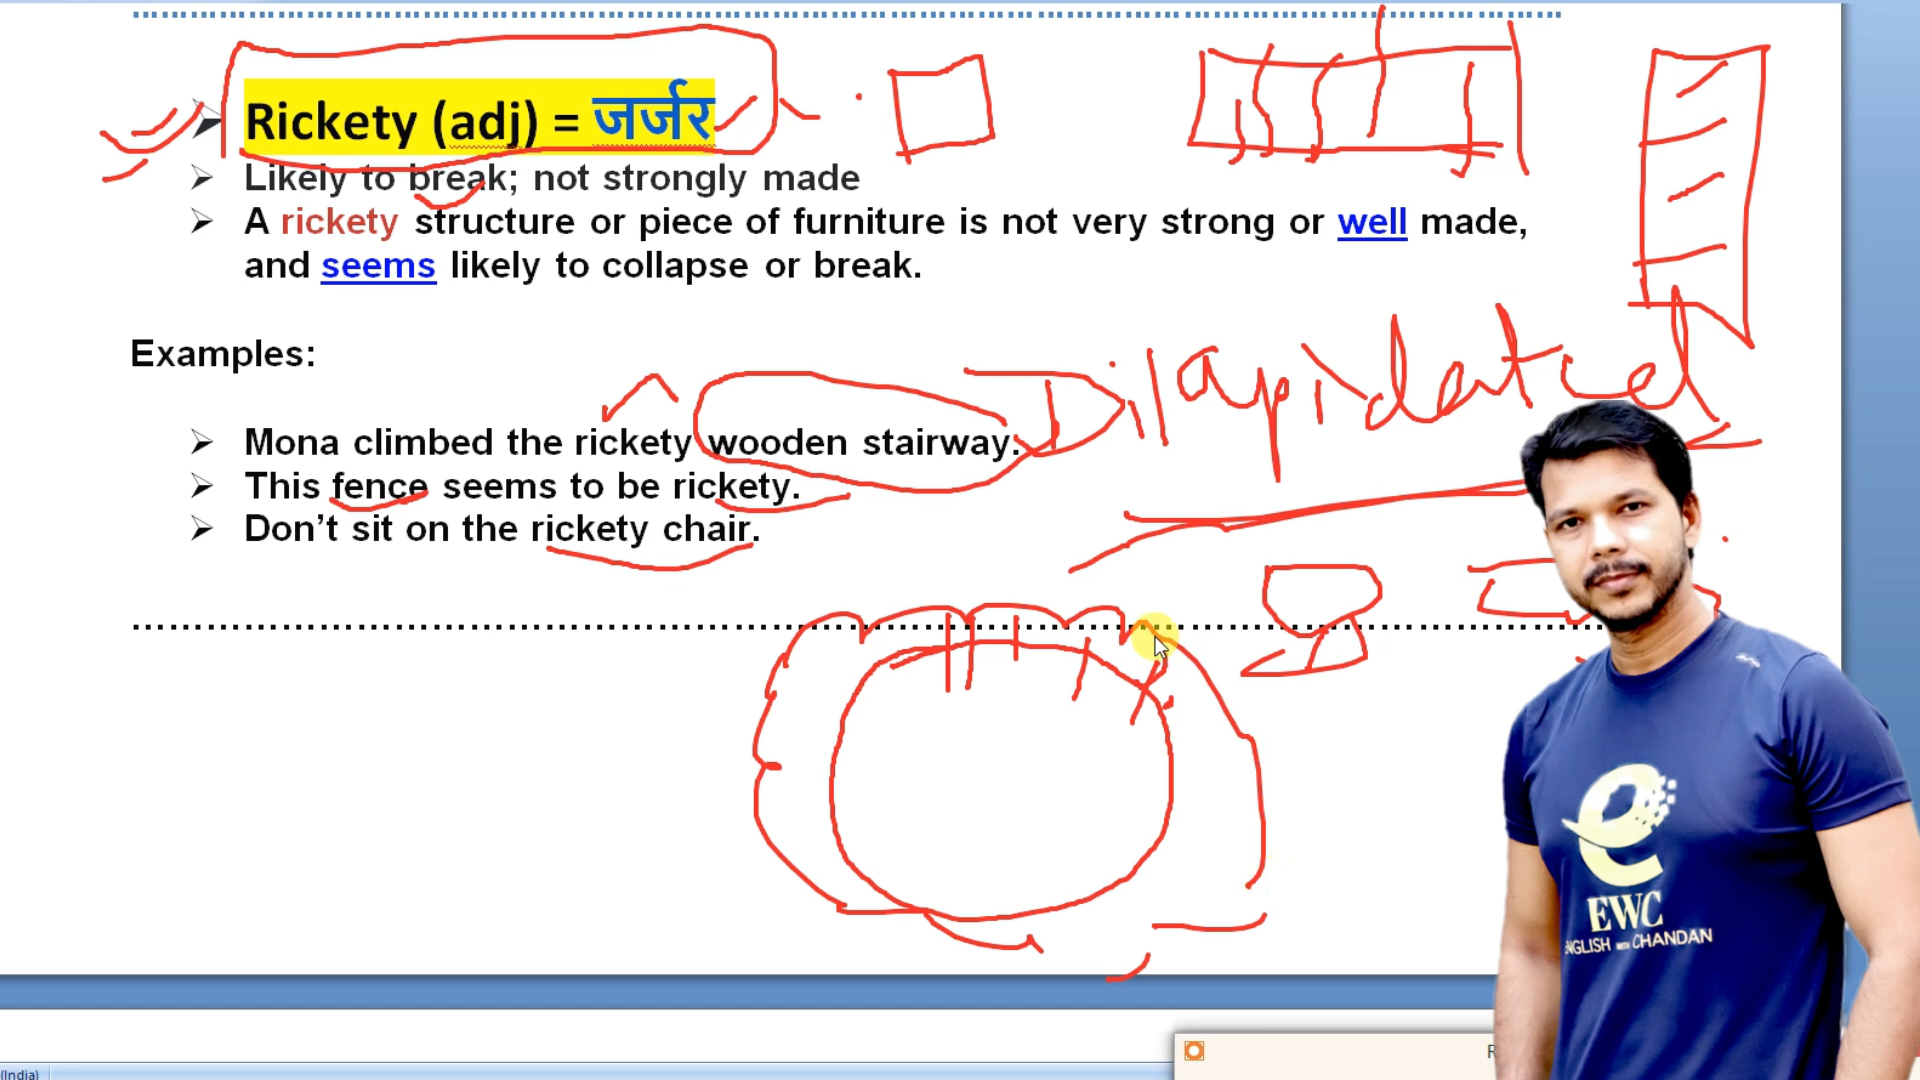 Rickety (adj) = जर्जर
Likely to break; not strongly made
A rickety structure or piece of furniture is not very strong or well made,
and seems likely to collapse or break.
Examples:
Mona climbed the rickety wooden stairway.
Dilapidated
This fence seems to be rickety.
Don't sit on the rickety chair.
EWC
ENGLISH WITH CHANDAN
(India)
R